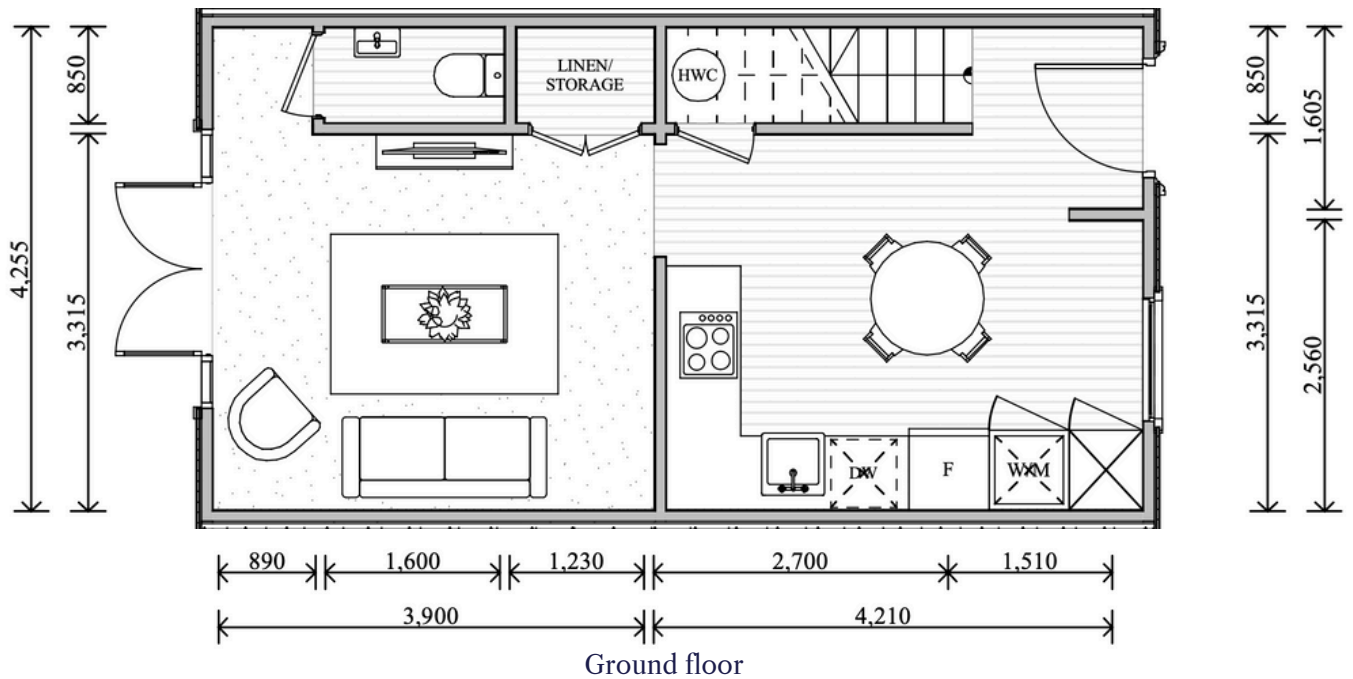 850
4,255
3,315
LINEN/
STORAGE
HWC
850
1,605
3,315
2,560
DW
F
WM
890
1,600
1,230
2,700
1,510
3,900
4,210
Ground floor